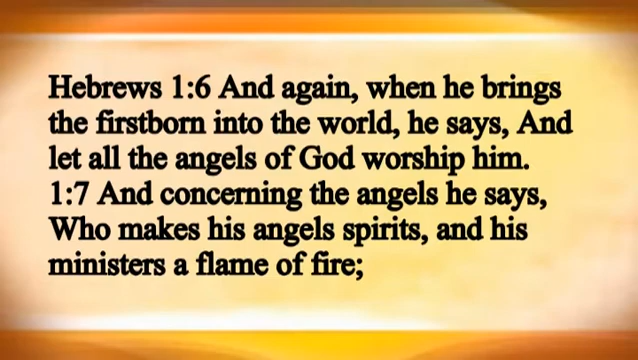 Hebrews 1:6 And again, when he brings
the firstborn into the world, he says, And
let all the angels of God worship him.
1:7 And concerning the angels he says,
Who makes his angels spirits, and his
ministers a flame of fire;